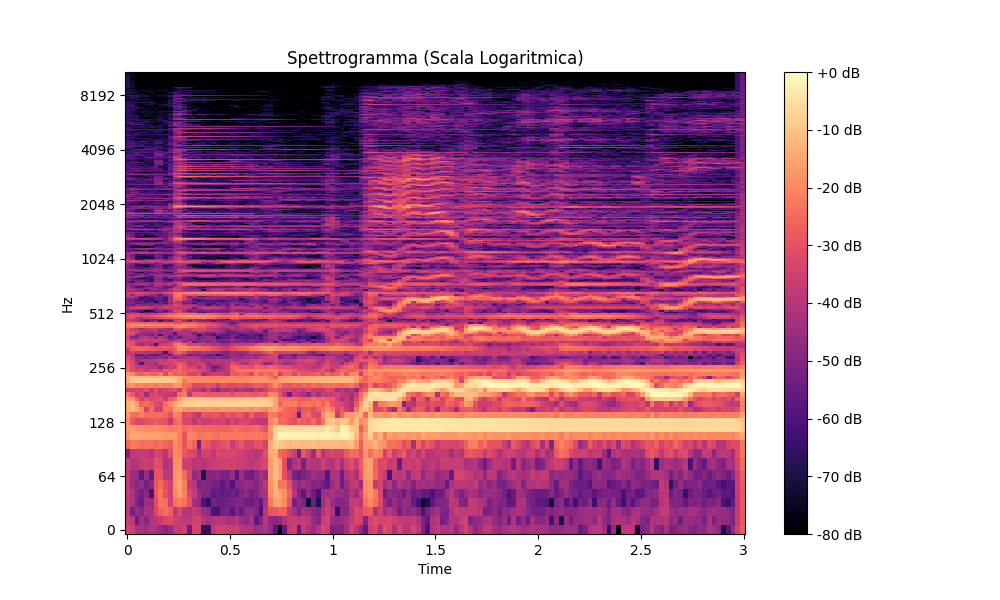 Spettrogramma (Scala Logaritmica)
8192
4096
2048
1024
512
256
128
64
0
Hz
0
0.5
1
1.5
2
2.5
3
Time
+0 dB
-10 dB
-20 dB
-30 dB
-40 dB
-50 dB
-60 dB
-70 dB
-80 dB